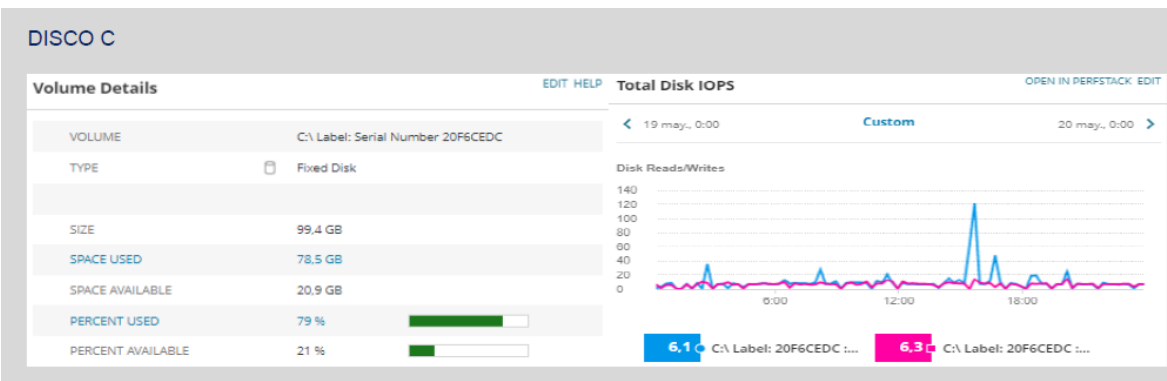 DISCO C
Volume Details
EDIT HELP
VOLUME C:\ Label: Serial Number 20F6CEDC
TYPE Fixed Disk
SIZE 99,4 GB
SPACE USED 78,5 GB
SPACE AVAILABLE 20,9 GB
PERCENT USED 79 %
PERCENT AVAILABLE 21 %
Total Disk IOPS
OPEN IN PERFSTACK EDIT
19 may., 0:00 Custom 20 may., 0:00
Disk Reads/Writes
140
120
100
80
60
40
20
0
6:00 12:00 18:00
6,1 C:\ Label: 20F6CEDC :... 6,3 C:\ Label: 20F6CEDC :...